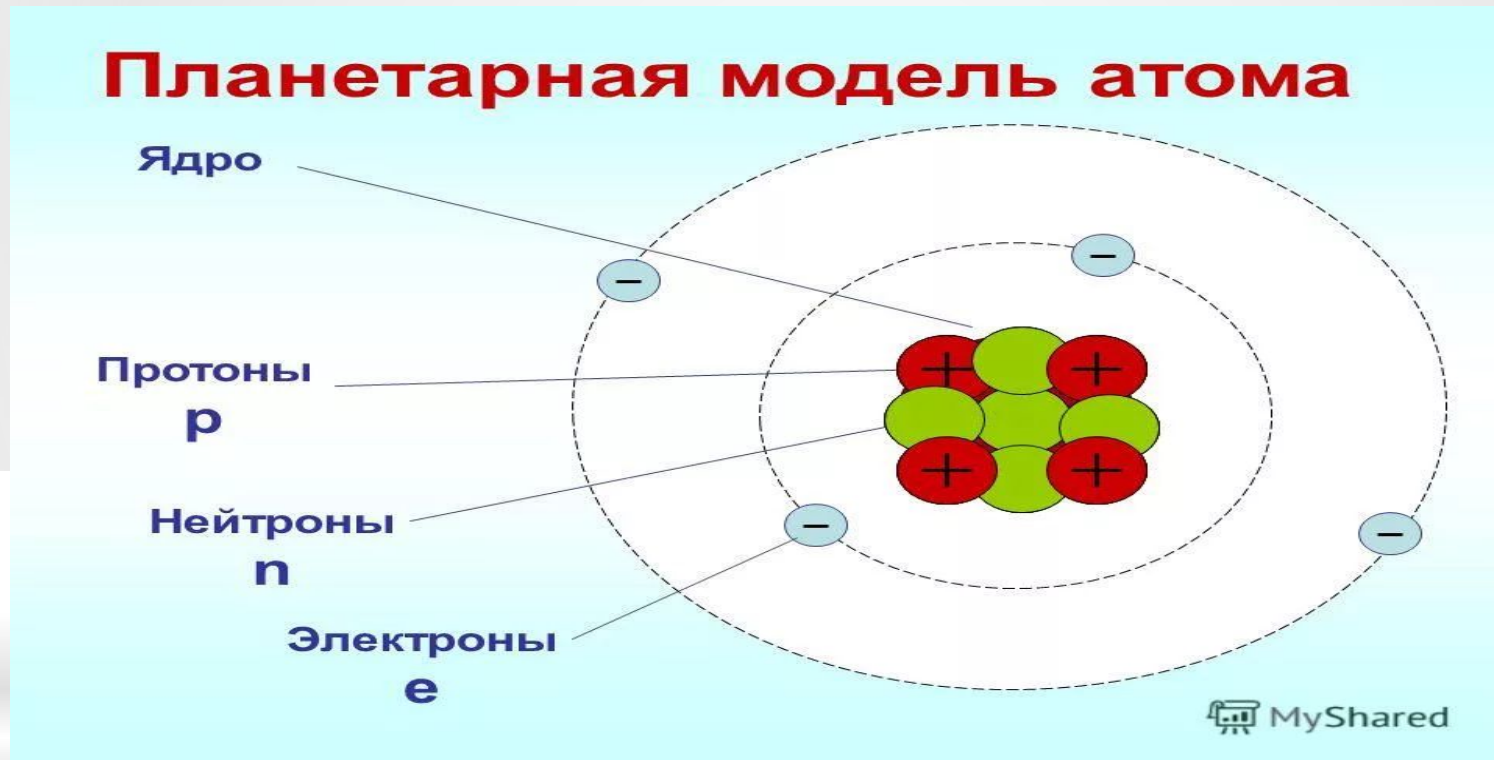 Планетарная модель атома
Ядро
Протоны
р
Нейтроны
n
Электроны
е
− − − −
+ + + +
MyShared